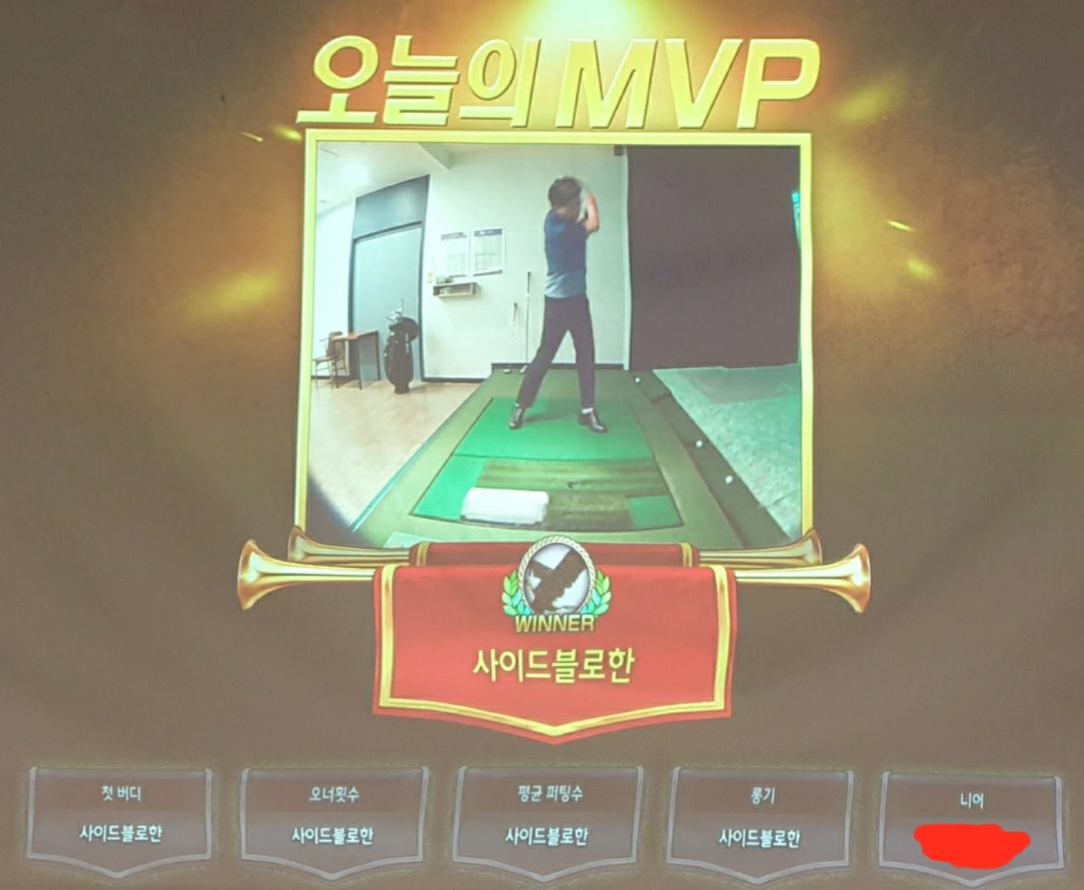 오늘의 MVP
WINNER
사이드블로한
첫 버디
사이드블로한
오너횟수
사이드블로한
평균 퍼팅수
사이드블로한
롱기
사이드블로한
니어